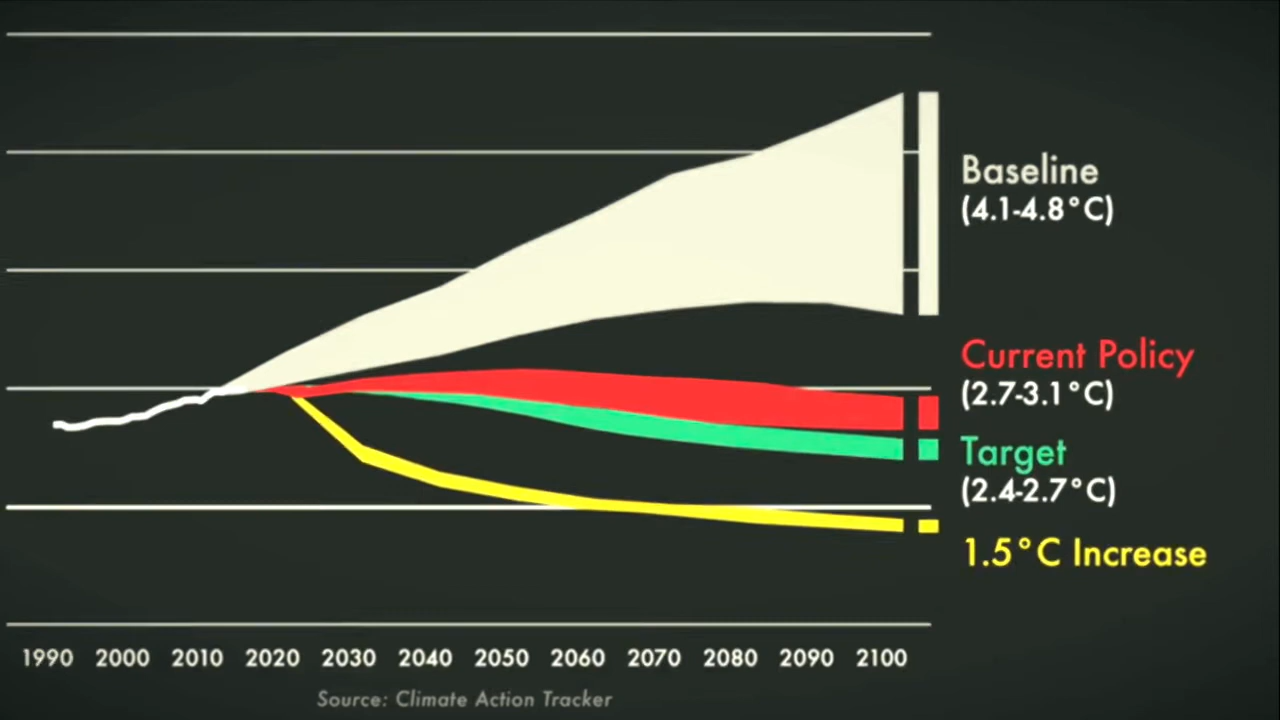 Baseline
(4.1-4.8°C)
Current Policy
(2.7-3.1°C)
Target
(2.4-2.7°C)
1.5°C Increase
1990 2000 2010 2020 2030 2040 2050 2060 2070 2080 2090 2100
Source: Climate Action Tracker